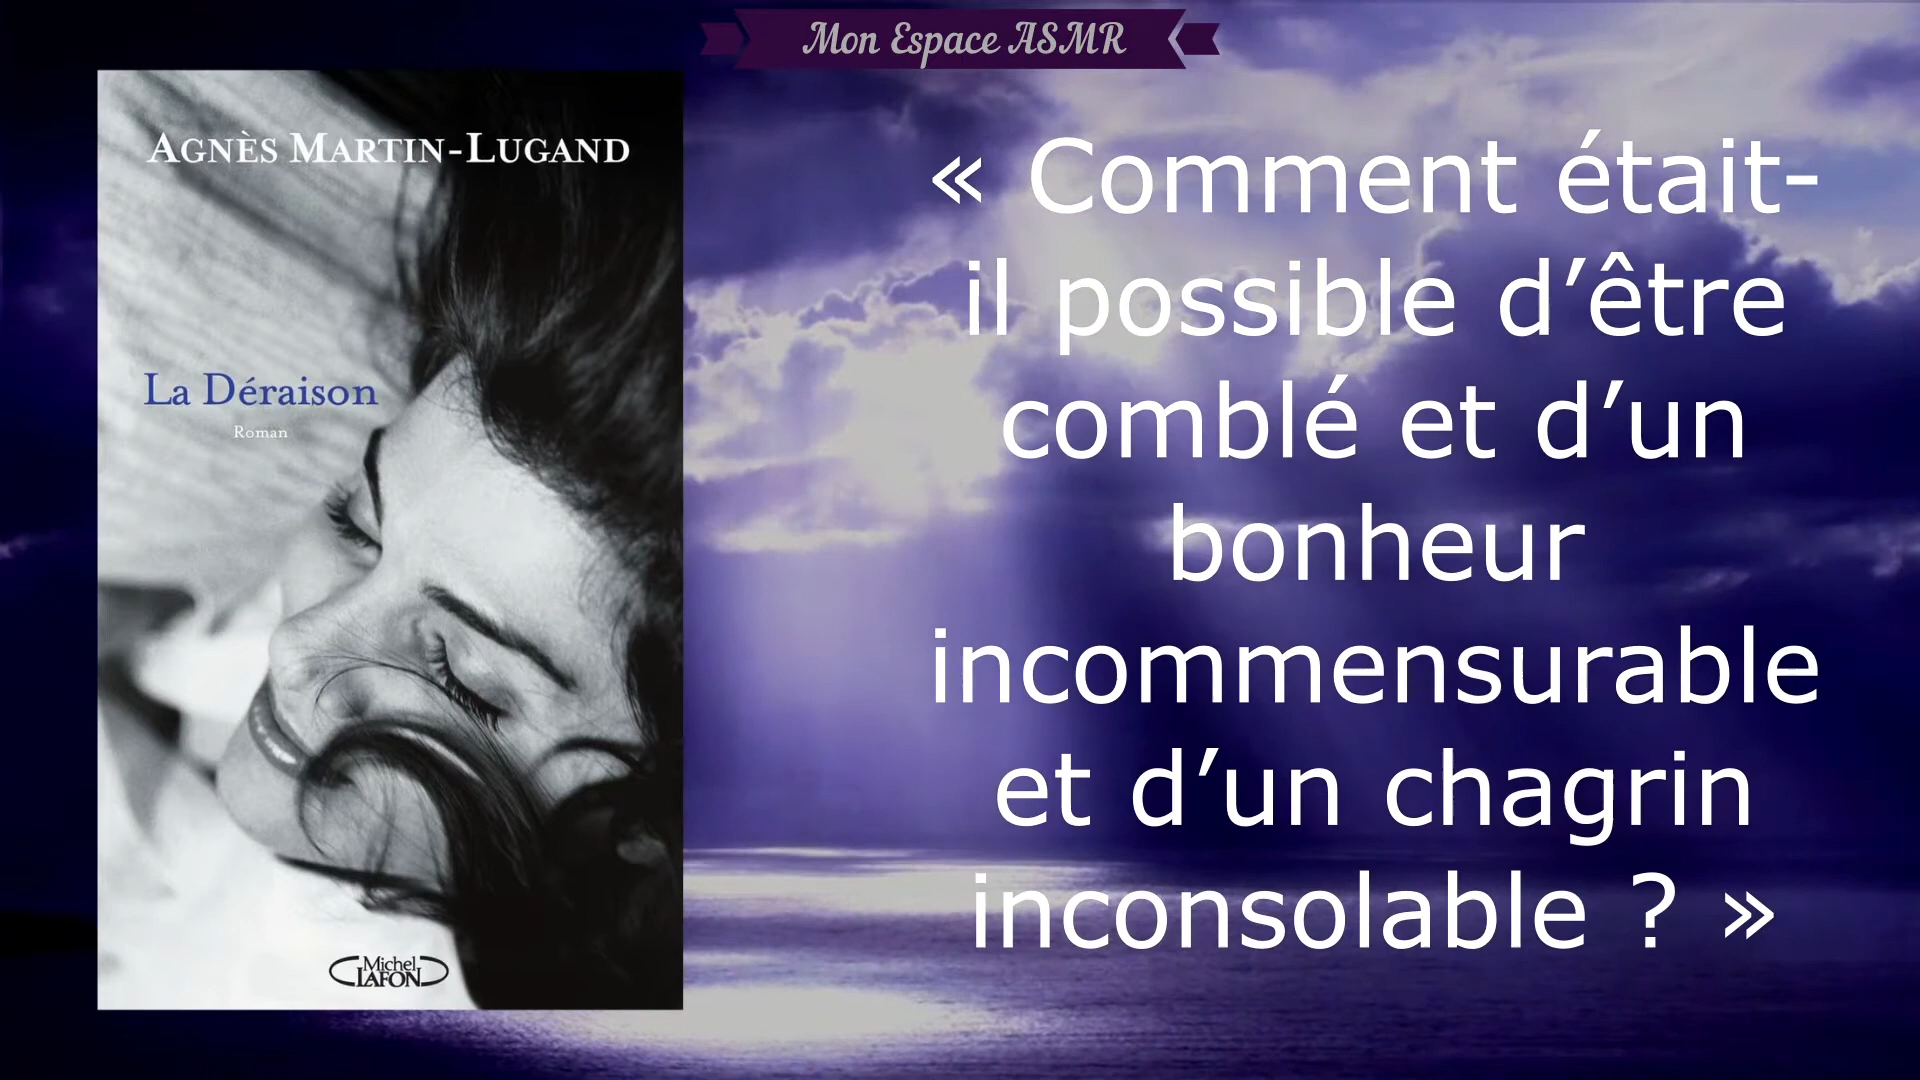 Mon Espace ASMR
AGNÈS MARTIN-LUGAND
La Déraison
Roman
Michel
LAFON
« Comment était-
il possible d’être
comblé et d’un
bonheur
incommensurable
et d’un chagrin
inconsolable ? »